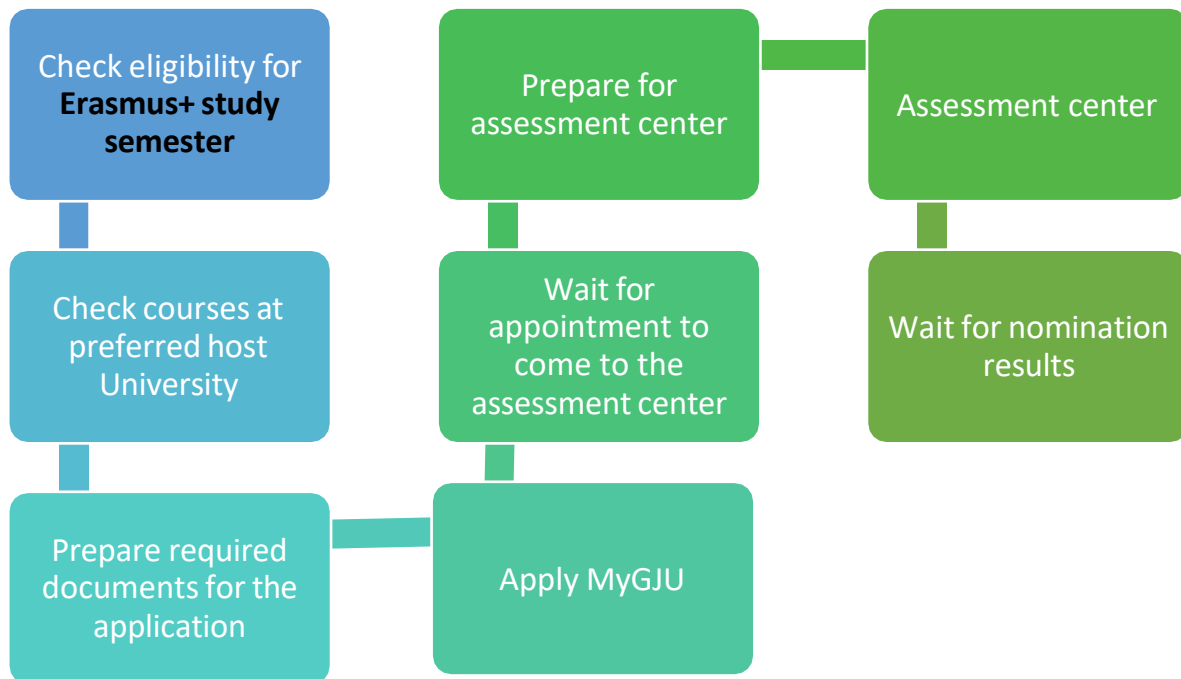 Check eligibility for
Erasmus+ study
semester
Check courses at
preferred host
University
Prepare required
documents for the
application
Apply MyGJU
Wait for
appointment to
come to the
assessment center
Prepare for
assessment center
Assessment center
Wait for nomination
results